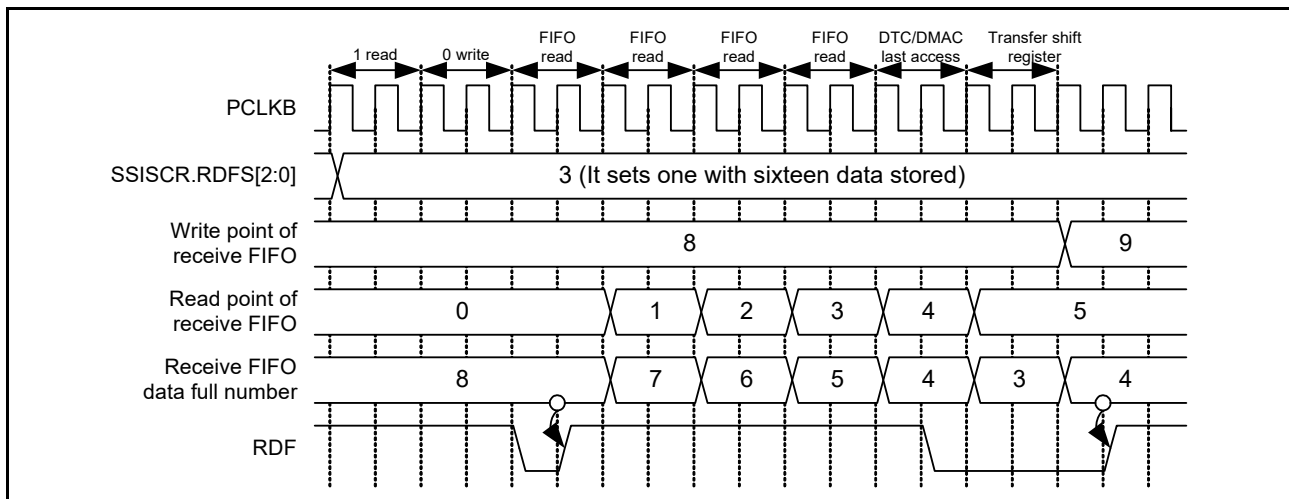 FIFO FIFO FIFO FIFO DTC/DMAC Transfer shift
1 read 0 write read read read read last access register
PCLKB
SSISCR.RDFS[2:0] 3 (It sets one with sixteen data stored)
Write point of
receive FIFO 8 9
Read point of
receive FIFO 0 1 2 3 4 5
Receive FIFO
data full number 8 7 6 5 4 3 4
RDF